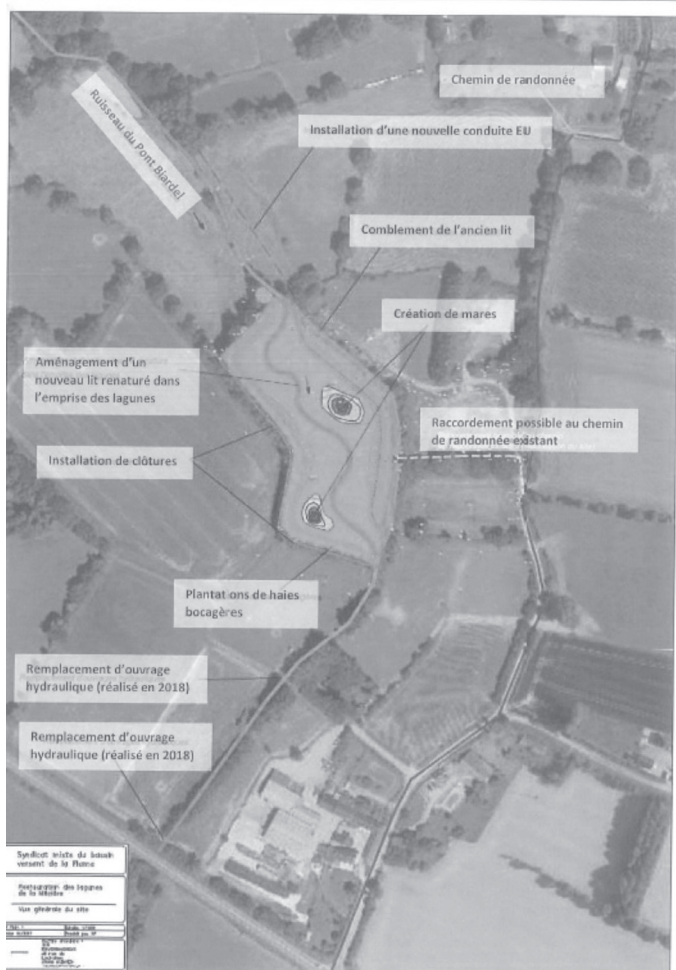 Chemin de randonnée
Ruisseau du Pont Biardel
Installation d'une nouvelle conduite EU
Comblement de l'ancien lit
Création de mares
Aménagement d'un
nouveau lit renaturé dans
l'emprise des lagunes
Raccordement possible au chemin
de randonnée existant
Installation de clôtures
Plantat ons de haies
bocagères
Remplacement d'ouvrage
hydraulique (réalisé en 2018)
Remplacement d'ouvrage
hydraulique (réalisé en 2018)
Syndicat mixte du bassin
versant de la Flume
Restauration des lagunes
de la
Vue générale du site